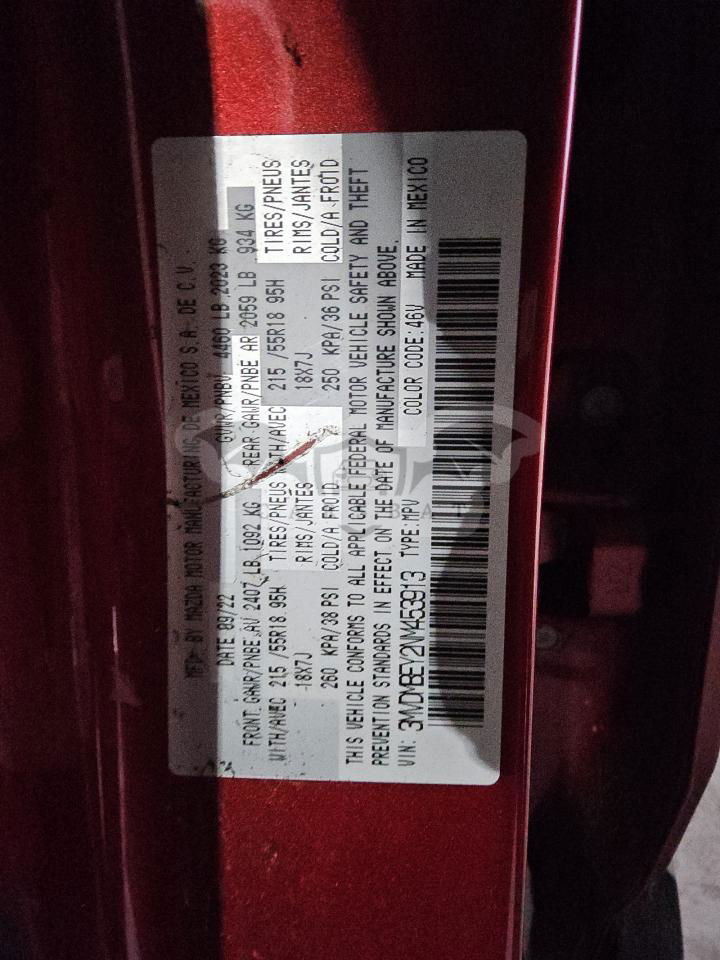 MFD BY MAZDA MOTOR MANUFACTURING DE MEXICO S.A. DE C.V.
DATE 09/22 GVWR/PNBV 4460 LB 2023 KG
FRONT GAWR/PNBE AV 2407 LB 1092 KG REAR GAWR/PNBE AR 2059 LB 934 KG
WITH/AVEC 215 /55R18 95H TIRES/PNEUS WITH/AVEC 215 /55R18 95H TIRES/PNEUS
18X7J RIMS/JANTES 18X7J RIMS/JANTES
260 KPA/38 PSI COLD/A FROID 250 KPA/36 PSI COLD/A FROID
THIS VEHICLE CONFORMS TO ALL APPLICABLE FEDERAL MOTOR VEHICLE SAFETY AND THEFT
PREVENTION STANDARDS IN EFFECT ON THE DATE OF MANUFACTURE SHOWN ABOVE.
VIN: 3MVDMBEY2NM453913 TYPE:MPV COLOR CODE:46V MADE IN MEXICO